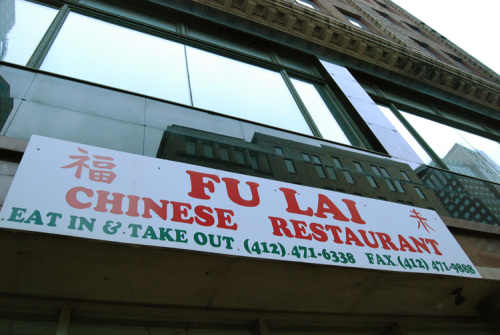 福 FU LAI 来
CHINESE RESTAURANT
EAT IN & TAKE OUT. (412) 471-6338 FAX. (412) 471-9888